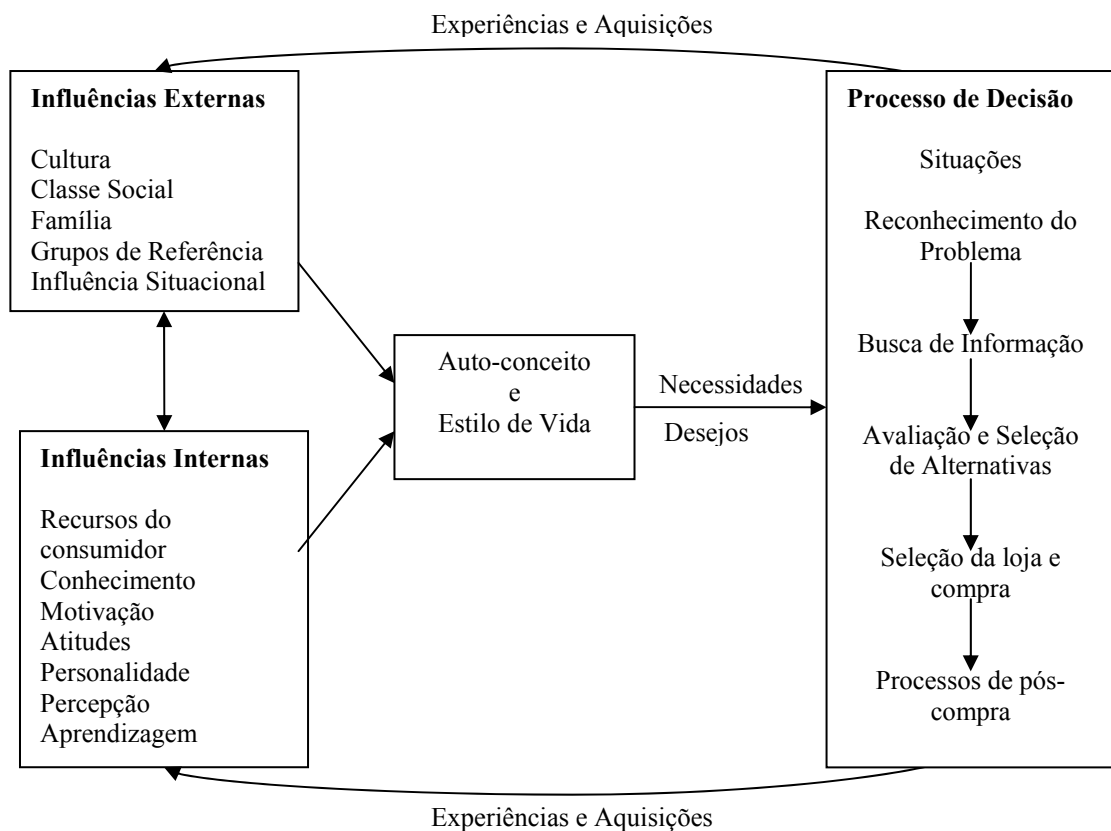 Experiências e Aquisições
Influências Externas
Cultura
Classe Social
Família
Grupos de Referência
Influência Situacional
Influências Internas
Recursos do
consumidor
Conhecimento
Motivação
Atitudes
Personalidade
Percepção
Aprendizagem
Auto-conceito
e
Estilo de Vida
Necessidades
Desejos
Processo de Decisão
Situações
Reconhecimento do
Problema
Busca de Informação
Avaliação e Seleção
de Alternativas
Seleção da loja e
compra
Processos de pós-
compra
Experiências e Aquisições